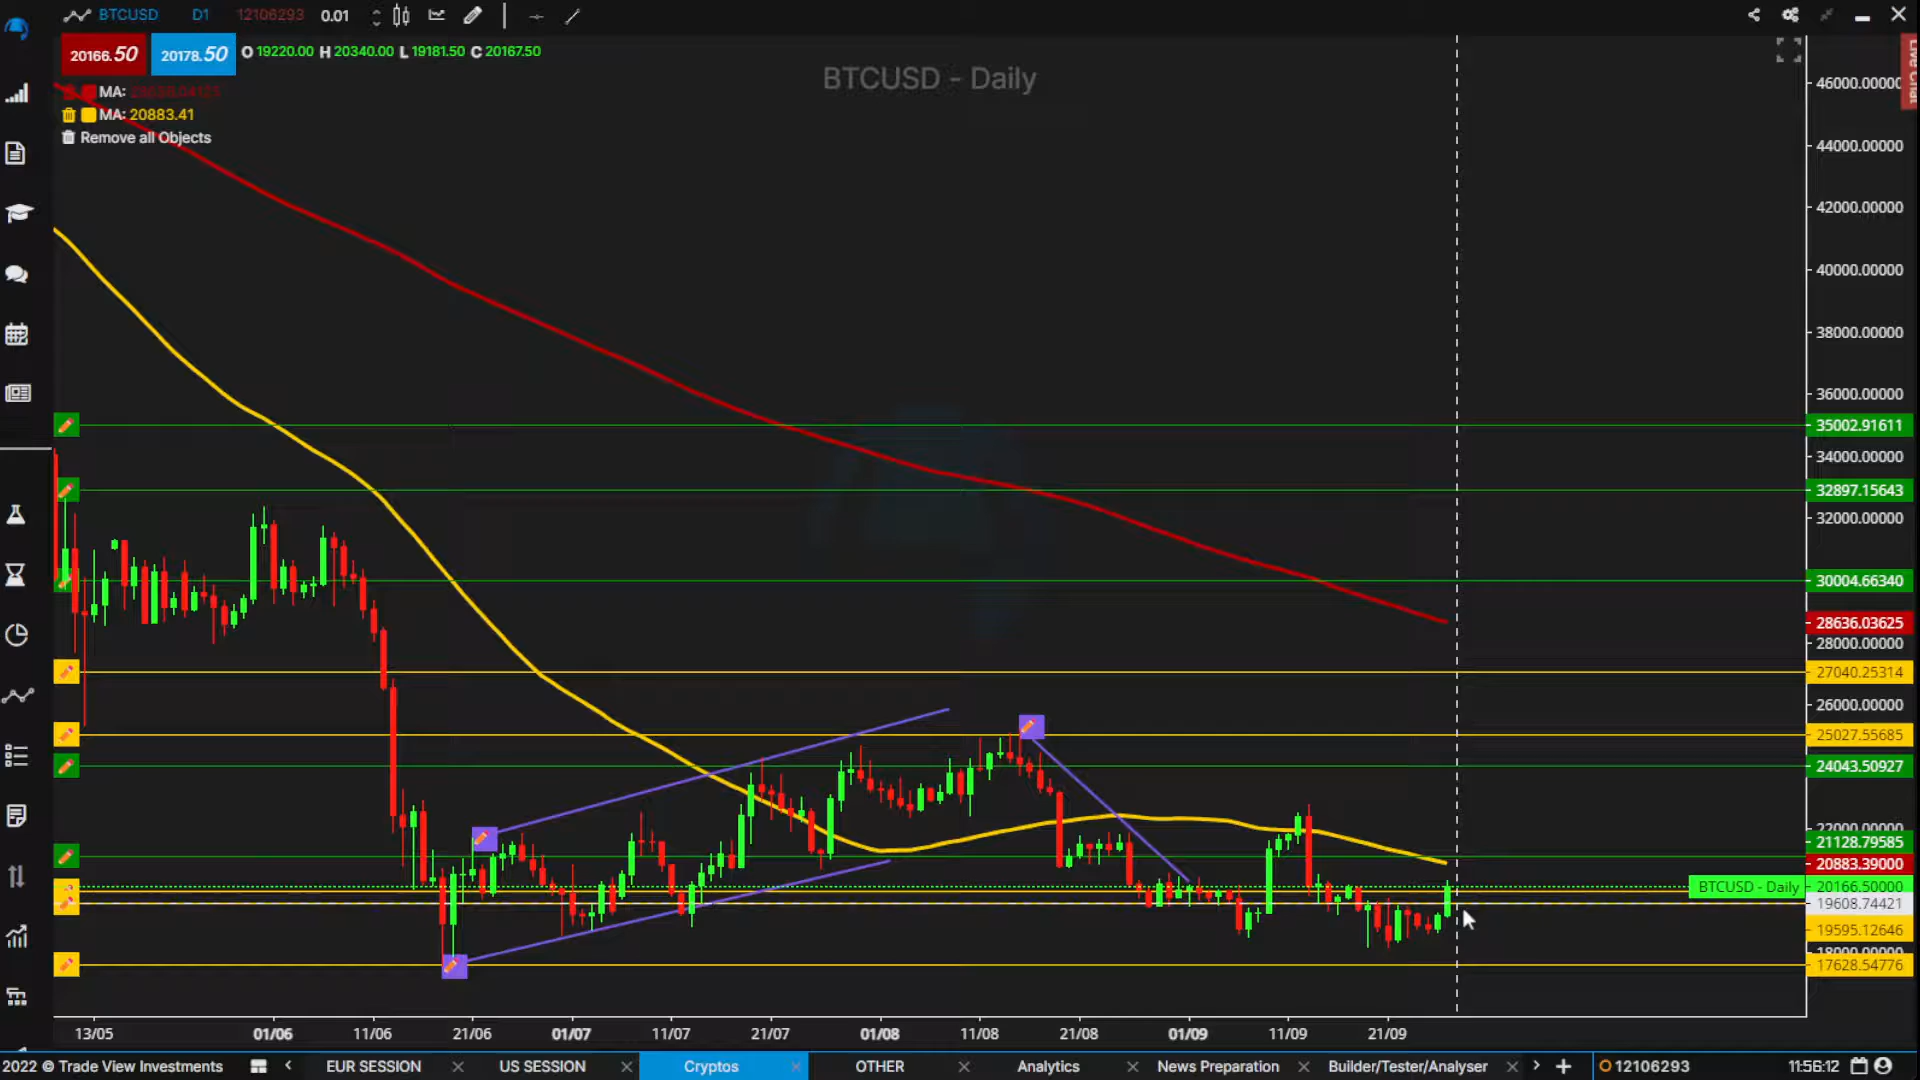 BTCUSD D1 12106293 0.01
20166.50 20178.50 O 19220.00 H 20340.00 L 19181.50 C 20167.50
BTCUSD - Daily
Live Chat
MA:
MA: 20883.41
Remove all Objects
46000.00000
44000.00000
42000.00000
40000.00000
38000.00000
36000.00000
35002.91611
34000.00000
32897.15643
32000.00000
30004.66340
28636.03625
28000.00000
27040.25314
26000.00000
25027.55685
24043.50927
22000.00000
21128.79585
20883.39000
BTCUSD - Daily 20166.50000
19608.74421
19595.12646
18000.00000
17628.54776
13/05 01/06 11/06 21/06 01/07 11/07 21/07 01/08 11/08 21/08 01/09 11/09 21/09
2022 © Trade View Investments EUR SESSION US SESSION Cryptos OTHER Analytics News Preparation Builder/Tester/Analyser 12106293 11:56:12